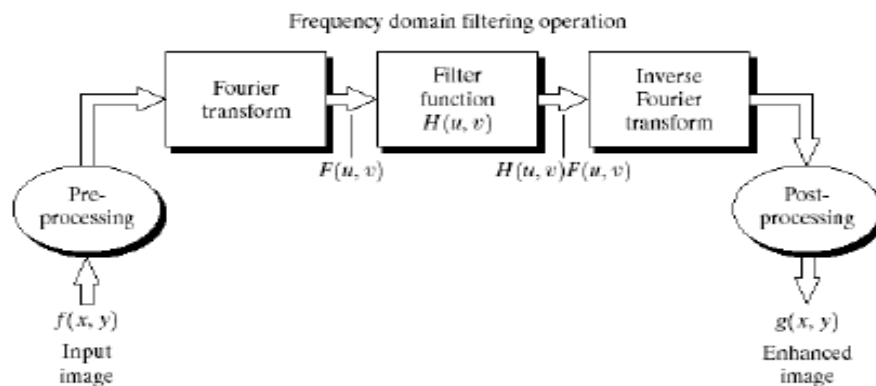 Frequency domain filtering operation
Fourier
transform
Filter
function
H(u, v)
Inverse
Fourier
transform
F(u, v)
H(u, v)F(u, v)
Pre-
processing
Post-
processing
f(x, y)
Input
image
g(x, y)
Enhanced
image